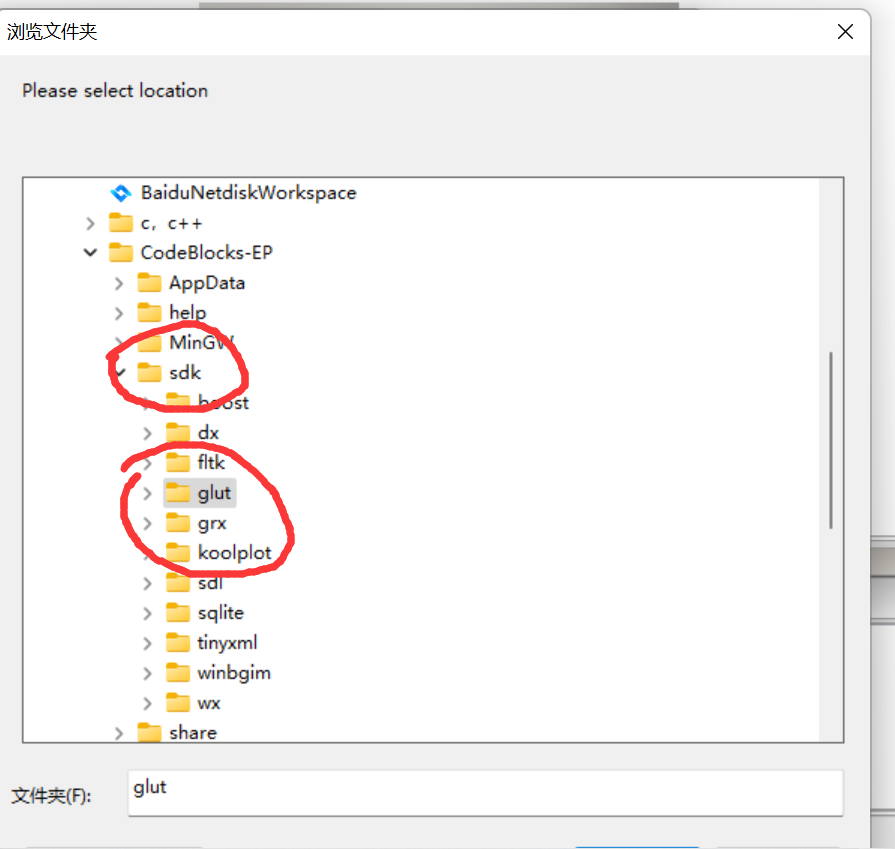 浏览文件夹
Please select location
BaiduNetdiskWorkspace
c，c++
CodeBlocks-EP
AppData
help
MinGW
sdk
boost
dx
fltk
glut
grx
koolplot
sdl
sqlite
tinyxml
winbgim
wx
share
文件夹(F):
glut